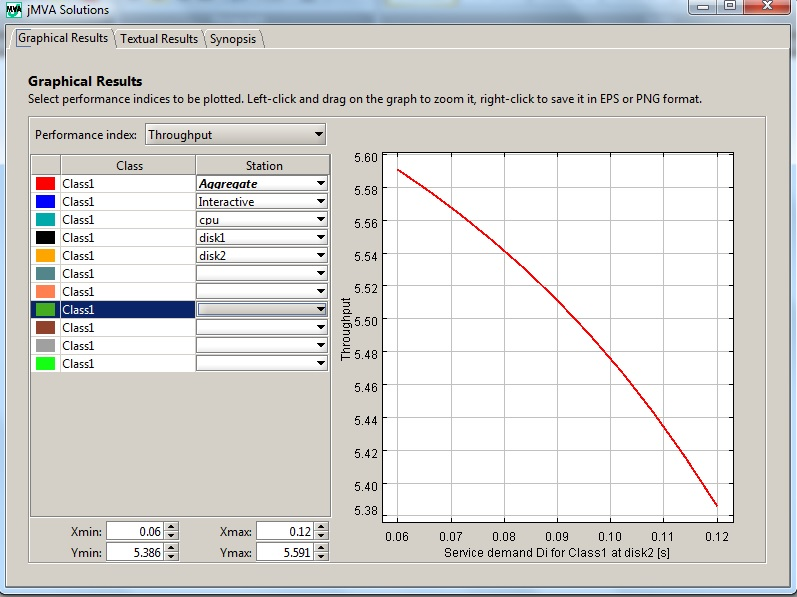 MVA jMVA Solutions
Graphical Results Textual Results Synopsis
Graphical Results
Select performance indices to be plotted. Left-click and drag on the graph to zoom it, right-click to save it in EPS or PNG format.
Performance index: Throughput
Class Station
Class1 Aggregate
Class1 Interactive
Class1 cpu
Class1 disk1
Class1 disk2
Class1
Class1
Class1
Class1
Class1
Class1
Xmin: 0.06 Xmax: 0.12
Ymin: 5.386 Ymax: 5.591
Throughput
5.60
5.58
5.56
5.54
5.52
5.50
5.48
5.46
5.44
5.42
5.40
5.38
0.06 0.07 0.08 0.09 0.10 0.11 0.12
Service demand Di for Class1 at disk2 [s]